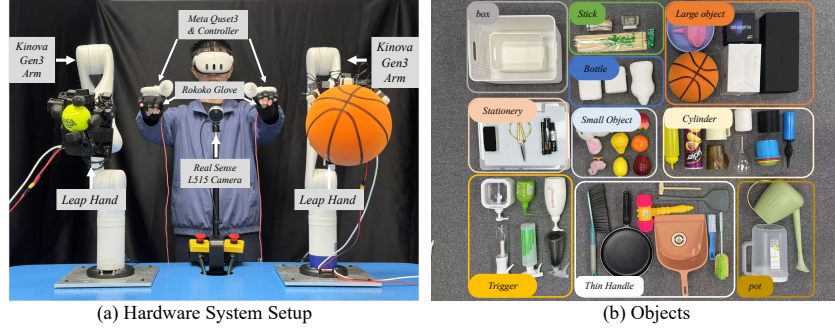 Meta Quset3
& Controller
Kinova
Gen3
Arm
Kinova
Gen3
Arm
Rokoko Glove
Real Sense
L515 Camera
Leap Hand
Leap Hand
(a) Hardware System Setup
box
Stick
Large object
Bottle
Stationery
Small Object
Cylinder
Trigger
Thin Handle
pot
(b) Objects